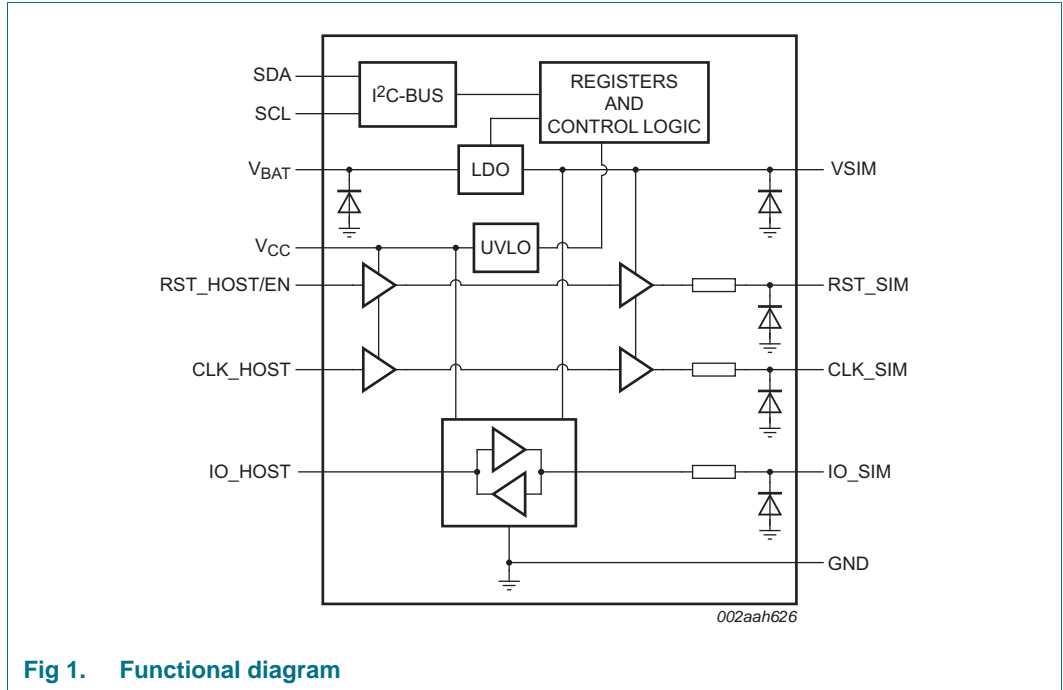 SDA
SCL
I²C-BUS
REGISTERS
AND
CONTROL LOGIC
VBAT
LDO
VSIM
VCC
UVLO
RST_HOST/EN
RST_SIM
CLK_HOST
CLK_SIM
IO_HOST
IO_SIM
GND
002aah626
Fig 1. Functional diagram